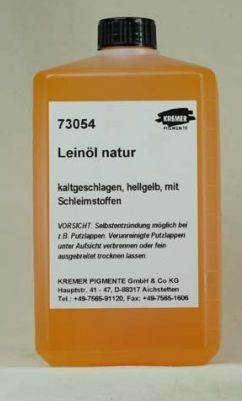 73054
KREMER
PIGMENTE
Leinöl natur
kaltgeschlagen, hellgelb, mit
Schleimstoffen
VORSICHT: Selbstentzündung möglich bei
z.B. Putzlappen. Verunreinigte Putzlappen
unter Aufsicht verbrennen oder fein
ausgebreitet trocknen lassen.
KREMER PIGMENTE GmbH & Co KG
Hauptstr. 41 - 47, D-88317 Aichstetten
Tel.: +49-7565-91120, Fax: +49-7565-1606